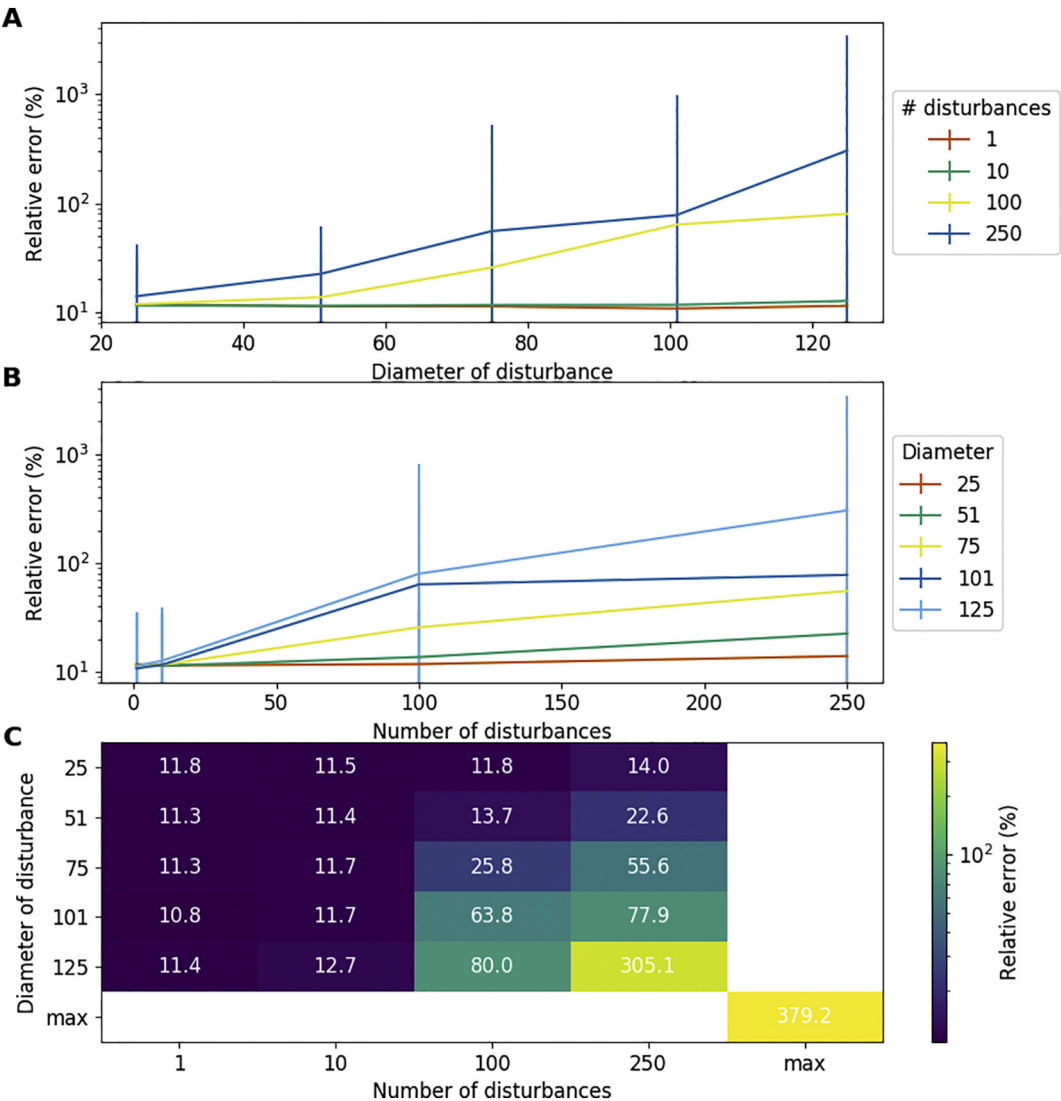 A
Relative error (%)
10³
10²
10¹
20 40 60 80 100 120
Diameter of disturbance
# disturbances
1
10
100
250
B
Relative error (%)
10³
10²
10¹
0 50 100 150 200 250
Number of disturbances
Diameter
25
51
75
101
125
C
Diameter of disturbance
25 11.8 11.5 11.8 14.0
51 11.3 11.4 13.7 22.6
75 11.3 11.7 25.8 55.6
101 10.8 11.7 63.8 77.9
125 11.4 12.7 80.0 305.1
max 379.2
1 10 100 250 max
Number of disturbances
10²
Relative error (%)